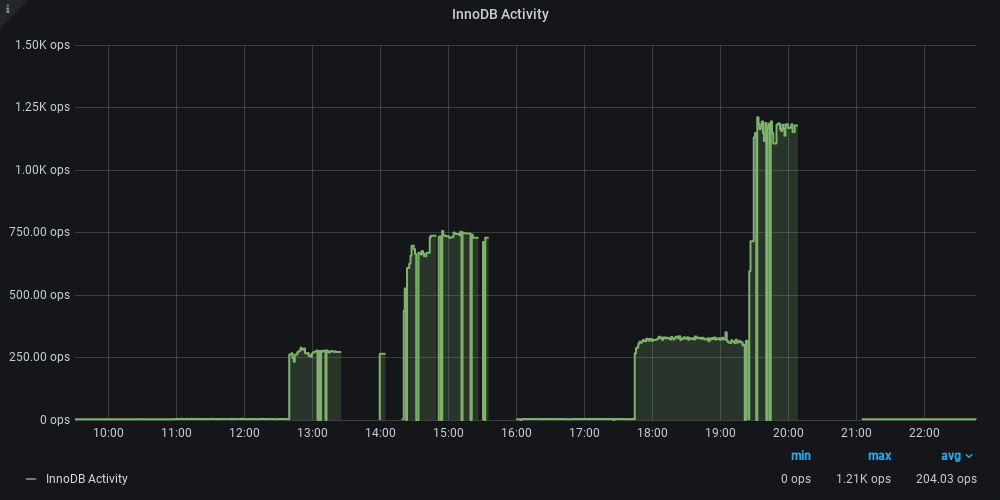 i
InnoDB Activity
1.50K ops
1.25K ops
1.00K ops
750.00 ops
500.00 ops
250.00 ops
0 ops
10:00 11:00 12:00 13:00 14:00 15:00 16:00 17:00 18:00 19:00 20:00 21:00 22:00
min max avg
InnoDB Activity 0 ops 1.21K ops 204.03 ops